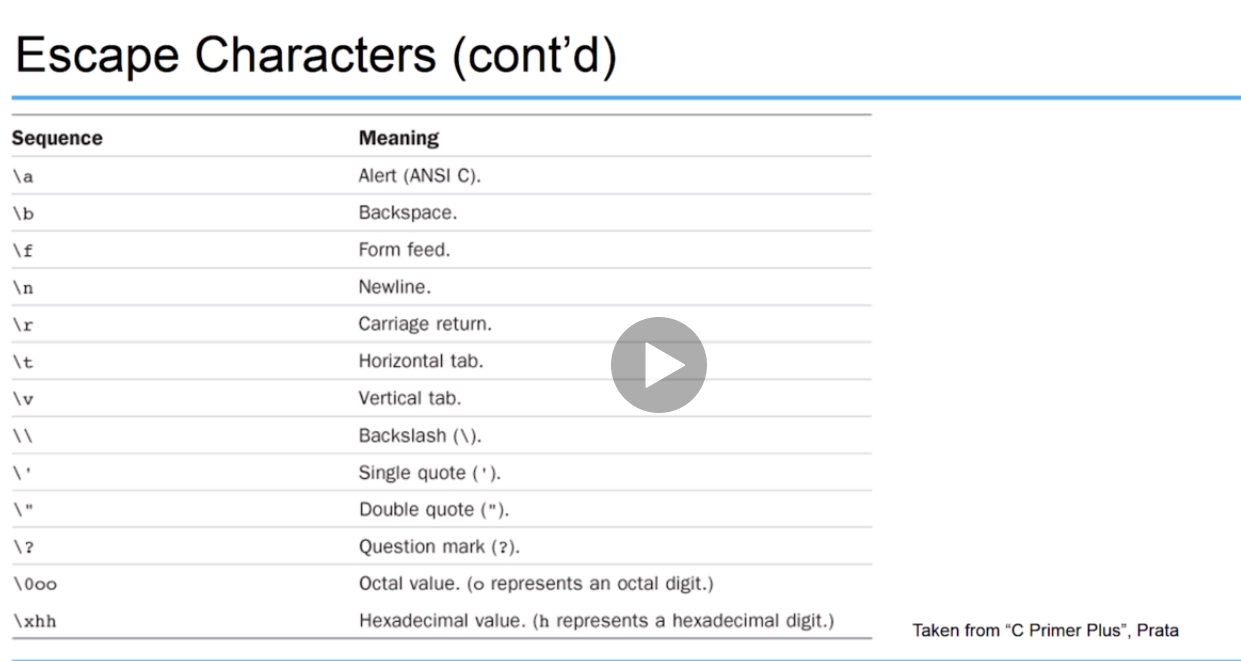 Escape Characters (cont’d)
Sequence Meaning
\a Alert (ANSI C).
\b Backspace.
\f Form feed.
\n Newline.
\r Carriage return.
\t Horizontal tab.
\v Vertical tab.
\\ Backslash (\).
\' Single quote (').
\" Double quote (").
\? Question mark (?).
\0oo Octal value. (o represents an octal digit.)
\xhh Hexadecimal value. (h represents a hexadecimal digit.)
Taken from “C Primer Plus”, Prata